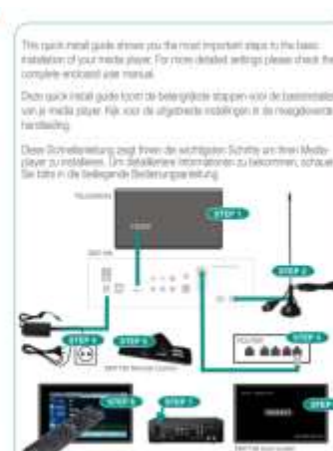 This quick install guide shows you the most important steps to the basic
installation of your media player. For more detailed settings please check the
complete enclosed user manual.
Deze quick install guide toont de belangrijkste stappen voor de basisinstallatie
van je media player. Kijk voor de uitgebreide instellingen in de meegeleverde
handleiding.
Diese Schnellanleitung zeigt Ihnen die wichtigsten Schritte um Ihren Media-
player zu installieren. Um detailliertere Informationen zu bekommen, schauen
Sie bitte in die beiliegende Bedienungsanleitung.
TELEVISION
STEP 1
STEP 2
ROUTER
STEP 3
STEP 4
STEP 5
Remote Control
STEP 6
STEP 7
STEP